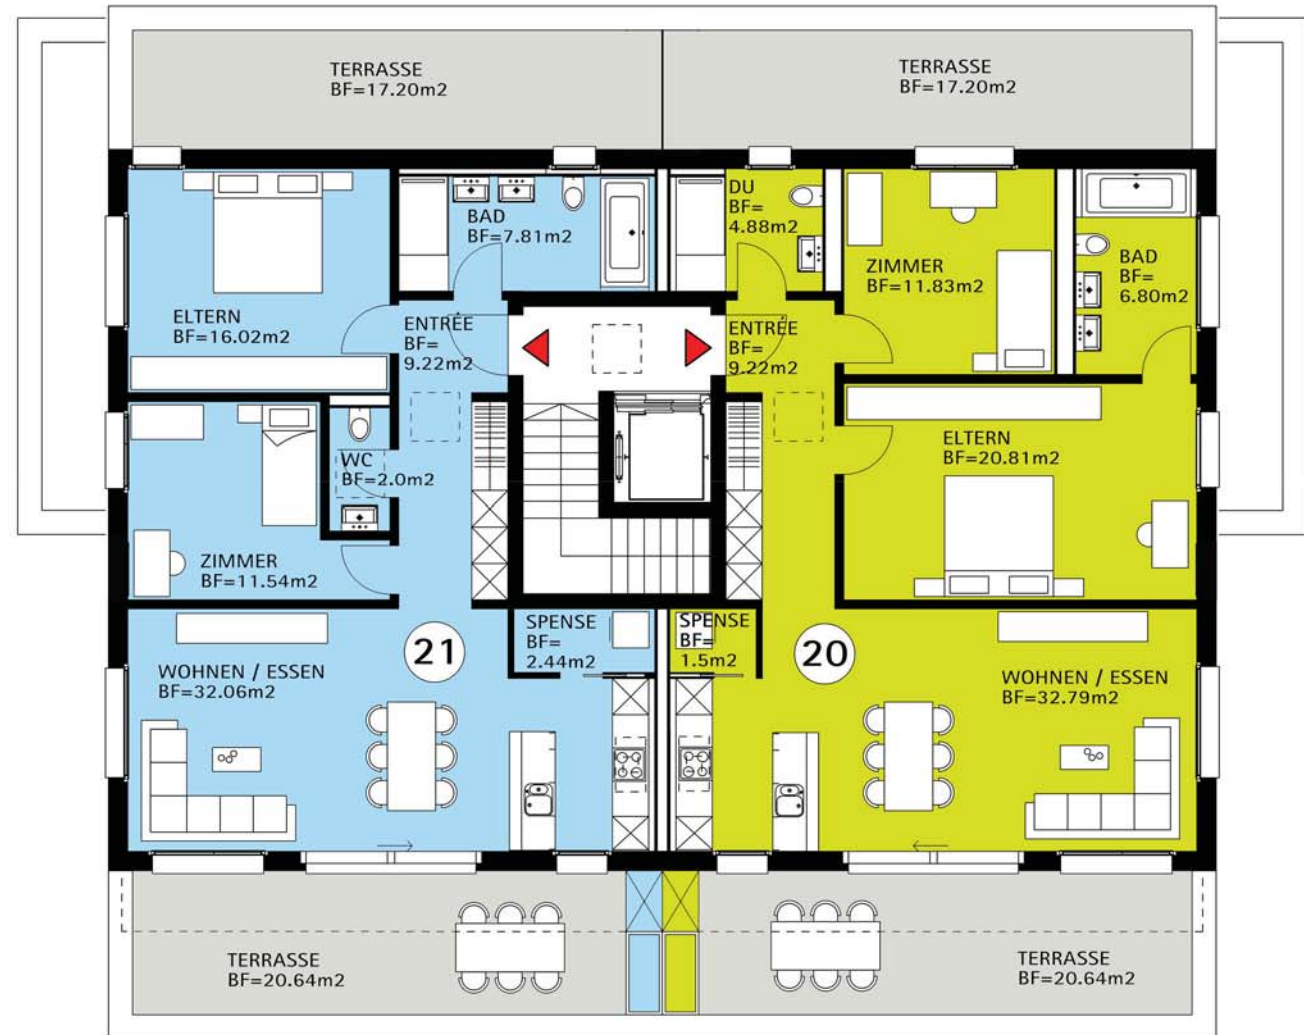 TERRASSE
BF=17.20m2
TERRASSE
BF=17.20m2
BAD
BF=7.81m2
DU
BF=
4.88m2
ZIMMER
BF=11.83m2
BAD
BF=
6.80m2
ELTERN
BF=16.02m2
ENTRÉE
BF=
9.22m2
ENTRÉE
BF=
9.22m2
ELTERN
BF=20.81m2
WC
BF=2.0m2
ZIMMER
BF=11.54m2
SPENSE
BF=
2.44m2
SPENSE
BF=
1.5m2
21
20
WOHNEN / ESSEN
BF=32.06m2
WOHNEN / ESSEN
BF=32.79m2
TERRASSE
BF=20.64m2
TERRASSE
BF=20.64m2